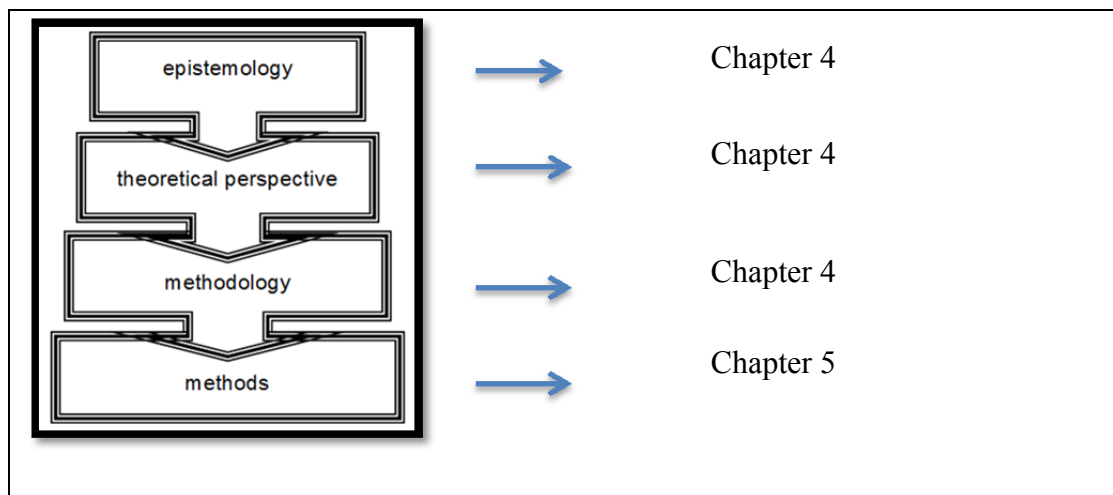 epistemology
Chapter 4
theoretical perspective
Chapter 4
methodology
Chapter 4
methods
Chapter 5